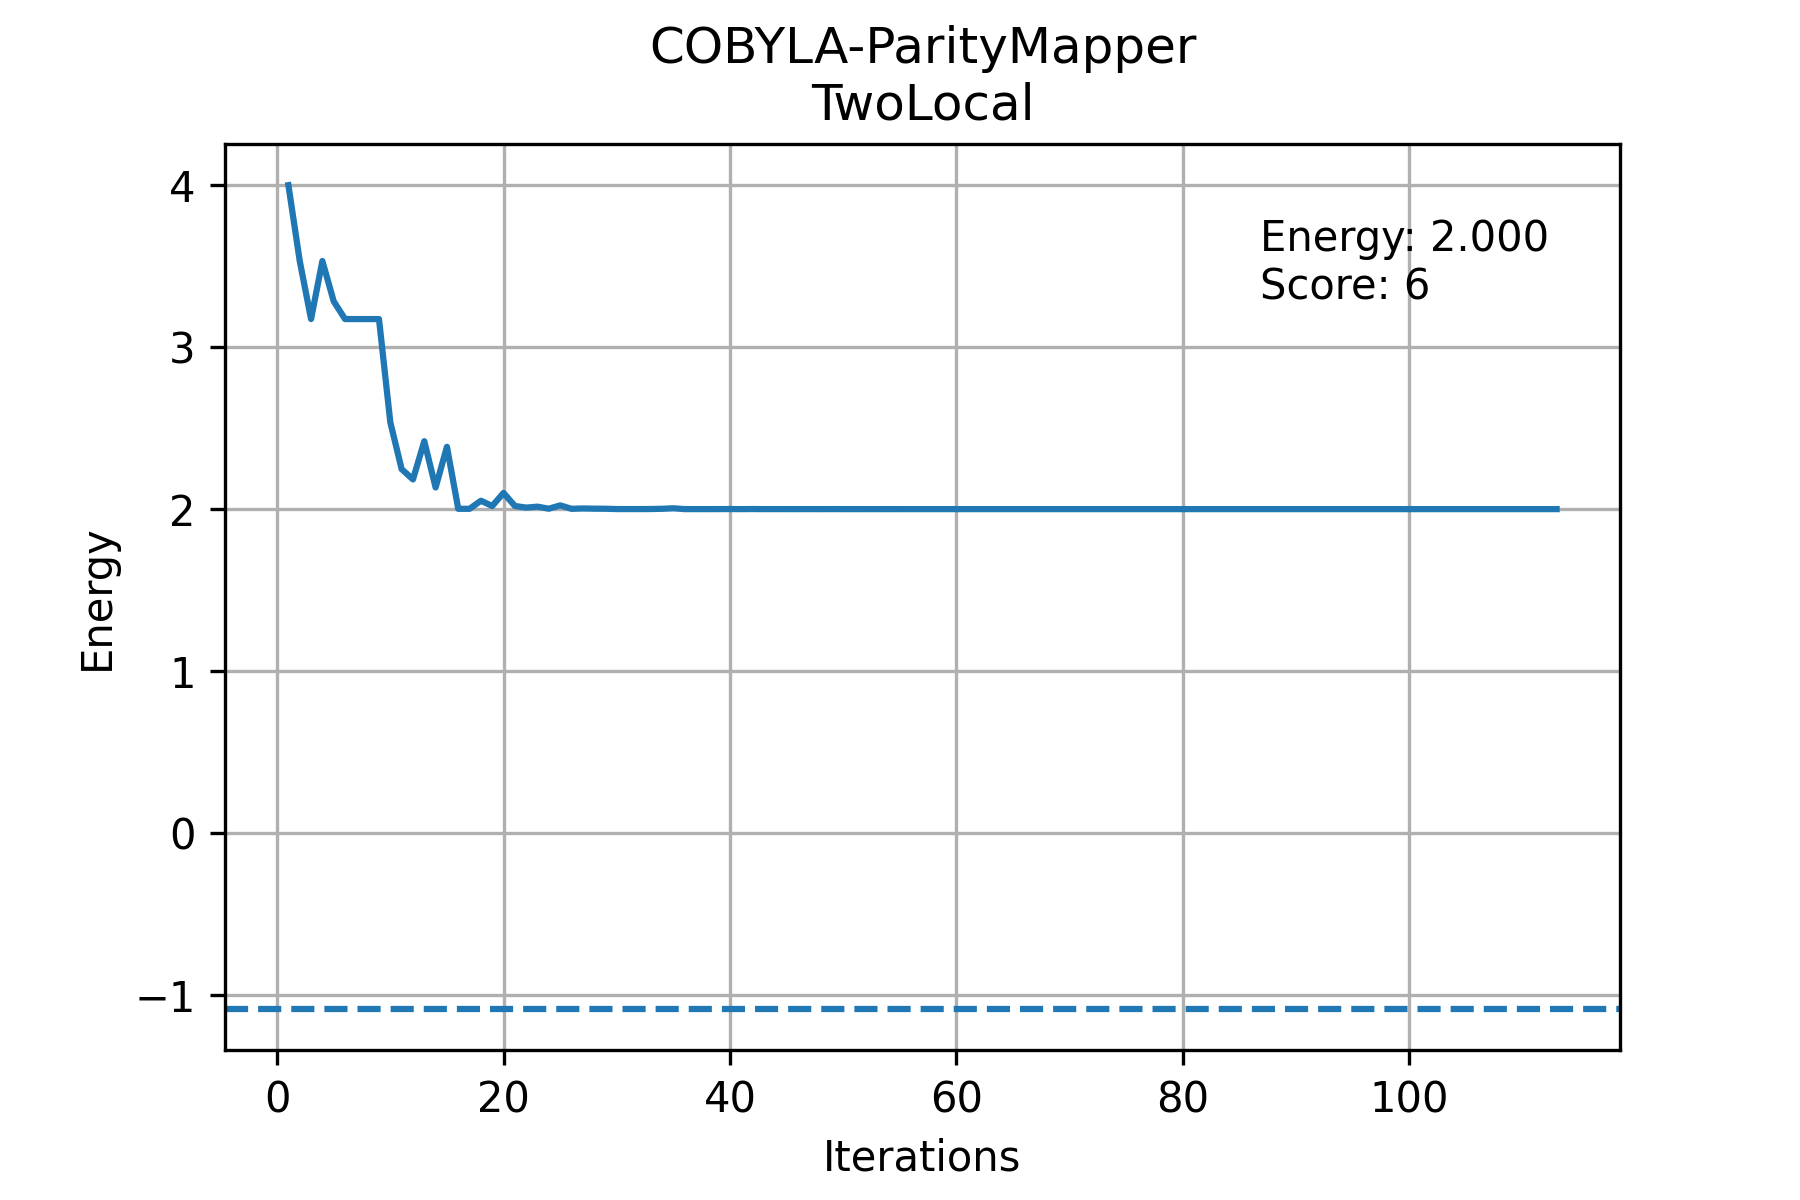 COBYLA-ParityMapper
TwoLocal
Energy: 2.000
Score: 6
4
3
2
1
0
−1
Energy
0 20 40 60 80 100
Iterations